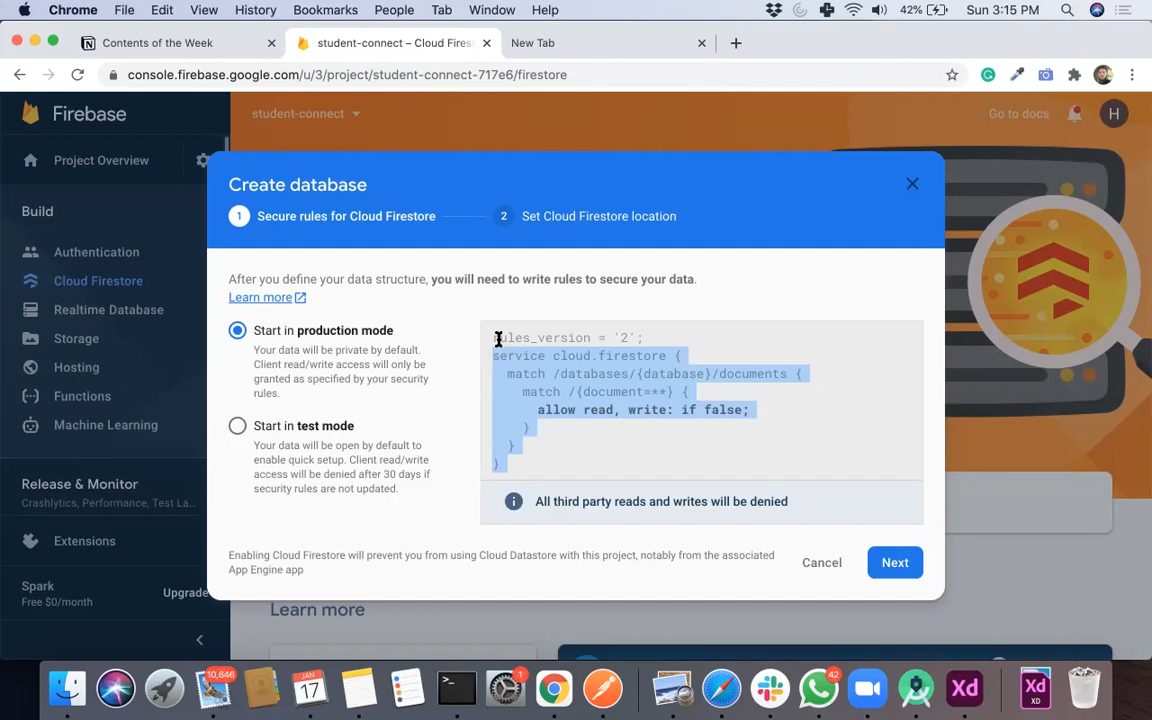 Chrome File Edit View History Bookmarks People Tab Window Help 42% Sun 3:15 PM
Contents of the Week
student-connect – Cloud Fires
New Tab
console.firebase.google.com/u/3/project/student-connect-717e6/firestore
Firebase
student-connect
Go to docs
H
Project Overview
Build
Authentication
Cloud Firestore
Realtime Database
Storage
Hosting
Functions
Machine Learning
Release & Monitor
Crashlytics, Performance, Test La...
Extensions
Spark
Free $0/month
Upgrade
Create database
1 Secure rules for Cloud Firestore
2 Set Cloud Firestore location
After you define your data structure, you will need to write rules to secure your data.
Learn more
Start in production mode
Your data will be private by default.
Client read/write access will only be
granted as specified by your security
rules.
Start in test mode
Your data will be open by default to
enable quick setup. Client read/write
access will be denied after 30 days if
security rules are not updated.
rules_version = '2';
service cloud.firestore {
match /databases/{database}/documents {
match /{document=**} {
allow read, write: if false;
}
}
}
All third party reads and writes will be denied
Enabling Cloud Firestore will prevent you from using Cloud Datastore with this project, notably from the associated
App Engine app
Cancel
Next
Learn more
10,646
JAN
17
1
42
Xd
Xd
XD